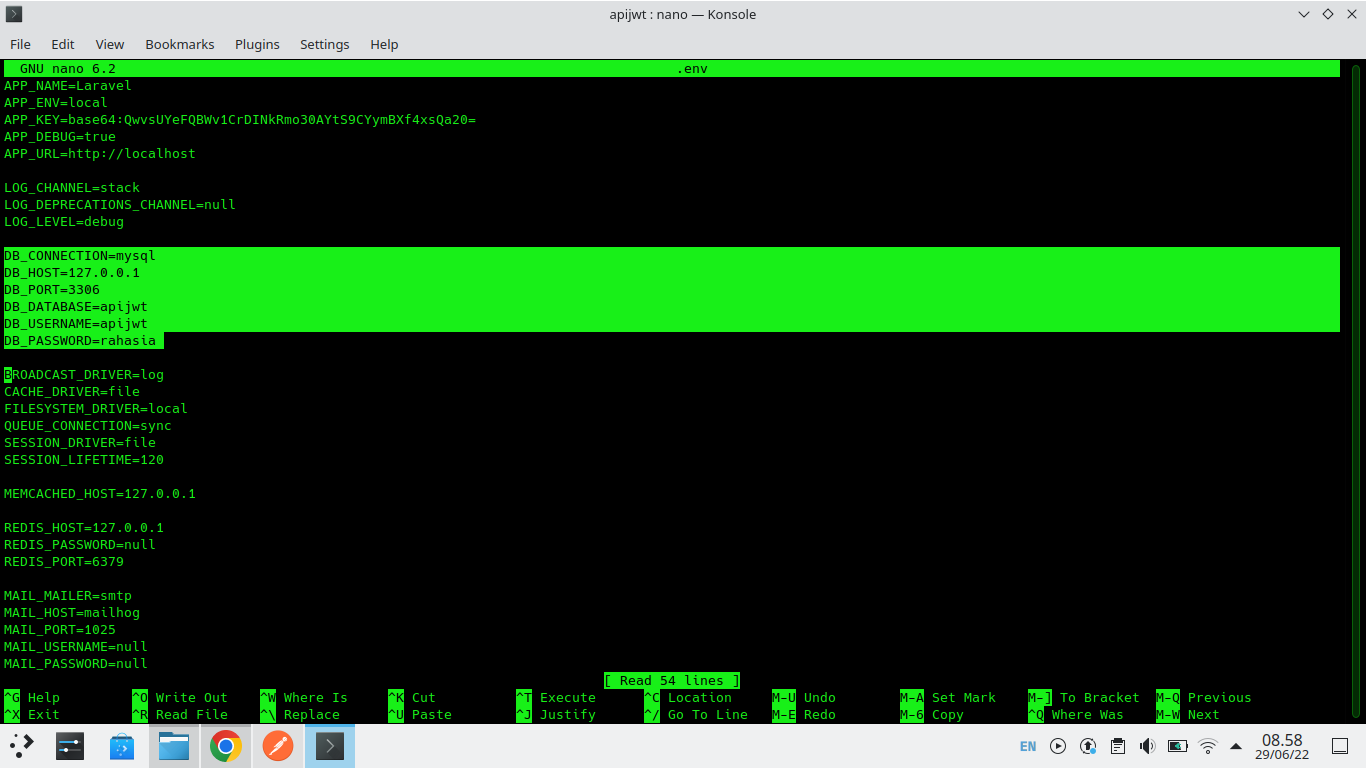 apijwt : nano — Konsole
File Edit View Bookmarks Plugins Settings Help
GNU nano 6.2 .env
APP_NAME=Laravel
APP_ENV=local
APP_KEY=base64:QwvsUYeFQBWv1CrDINkRmo30AYtS9CYymBXf4xsQa20=
APP_DEBUG=true
APP_URL=http://localhost
LOG_CHANNEL=stack
LOG_DEPRECATIONS_CHANNEL=null
LOG_LEVEL=debug
DB_CONNECTION=mysql
DB_HOST=127.0.0.1
DB_PORT=3306
DB_DATABASE=apijwt
DB_USERNAME=apijwt
DB_PASSWORD=rahasia
BROADCAST_DRIVER=log
CACHE_DRIVER=file
FILESYSTEM_DRIVER=local
QUEUE_CONNECTION=sync
SESSION_DRIVER=file
SESSION_LIFETIME=120
MEMCACHED_HOST=127.0.0.1
REDIS_HOST=127.0.0.1
REDIS_PASSWORD=null
REDIS_PORT=6379
MAIL_MAILER=smtp
MAIL_HOST=mailhog
MAIL_PORT=1025
MAIL_USERNAME=null
MAIL_PASSWORD=null
[ Read 54 lines ]
^G Help ^O Write Out ^W Where Is ^K Cut ^T Execute ^C Location M-U Undo M-A Set Mark M-] To Bracket M-Q Previous
^X Exit ^R Read File ^\ Replace ^U Paste ^J Justify ^/ Go To Line M-E Redo M-6 Copy ^Q Where Was M-W Next
EN 08.58
29/06/22